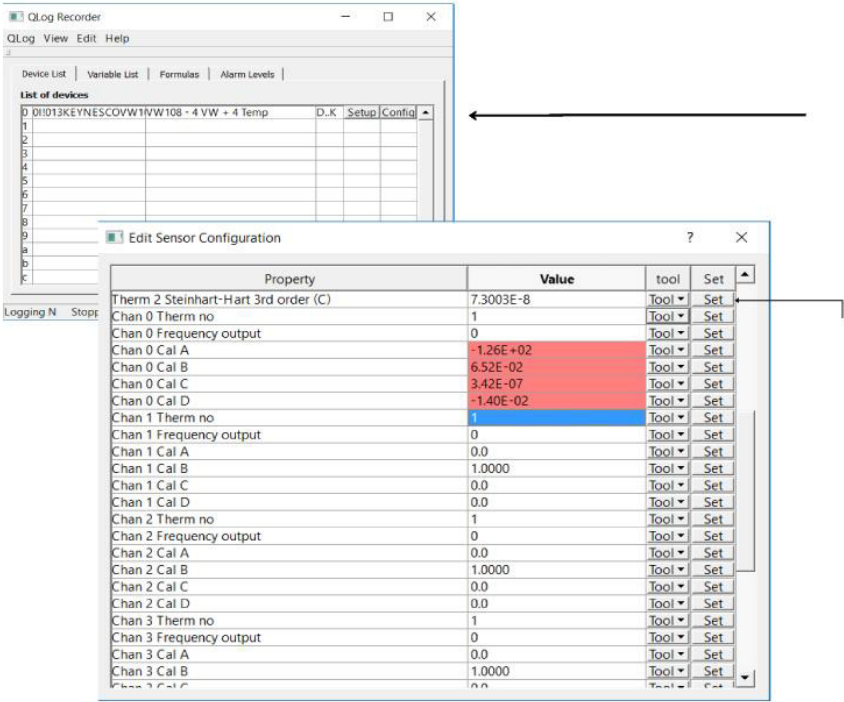 QLog Recorder
QLog View Edit Help
Device List Variable List Formulas Alarm Levels
List of devices
0 0I!013KEYNESCOVW1 VW108 - 4 VW + 4 Temp D..K Setup Config
1
2
3
4
5
6
7
8
9
a
b
c
Logging N Stopp
Edit Sensor Configuration ?
Property Value tool Set
Therm 2 Steinhart-Hart 3rd order (C) 7.3003E-8 Tool Set
Chan 0 Therm no 1 Tool Set
Chan 0 Frequency output 0 Tool Set
Chan 0 Cal A -1.26E+02 Tool Set
Chan 0 Cal B 6.52E-02 Tool Set
Chan 0 Cal C 3.42E-07 Tool Set
Chan 0 Cal D -1.40E-02 Tool Set
Chan 1 Therm no 1 Tool Set
Chan 1 Frequency output 0 Tool Set
Chan 1 Cal A 0.0 Tool Set
Chan 1 Cal B 1.0000 Tool Set
Chan 1 Cal C 0.0 Tool Set
Chan 1 Cal D 0.0 Tool Set
Chan 2 Therm no 1 Tool Set
Chan 2 Frequency output 0 Tool Set
Chan 2 Cal A 0.0 Tool Set
Chan 2 Cal B 1.0000 Tool Set
Chan 2 Cal C 0.0 Tool Set
Chan 2 Cal D 0.0 Tool Set
Chan 3 Therm no 1 Tool Set
Chan 3 Frequency output 0 Tool Set
Chan 3 Cal A 0.0 Tool Set
Chan 3 Cal B 1.0000 Tool Set
Chan 3 Cal C 0.0 Tool Set